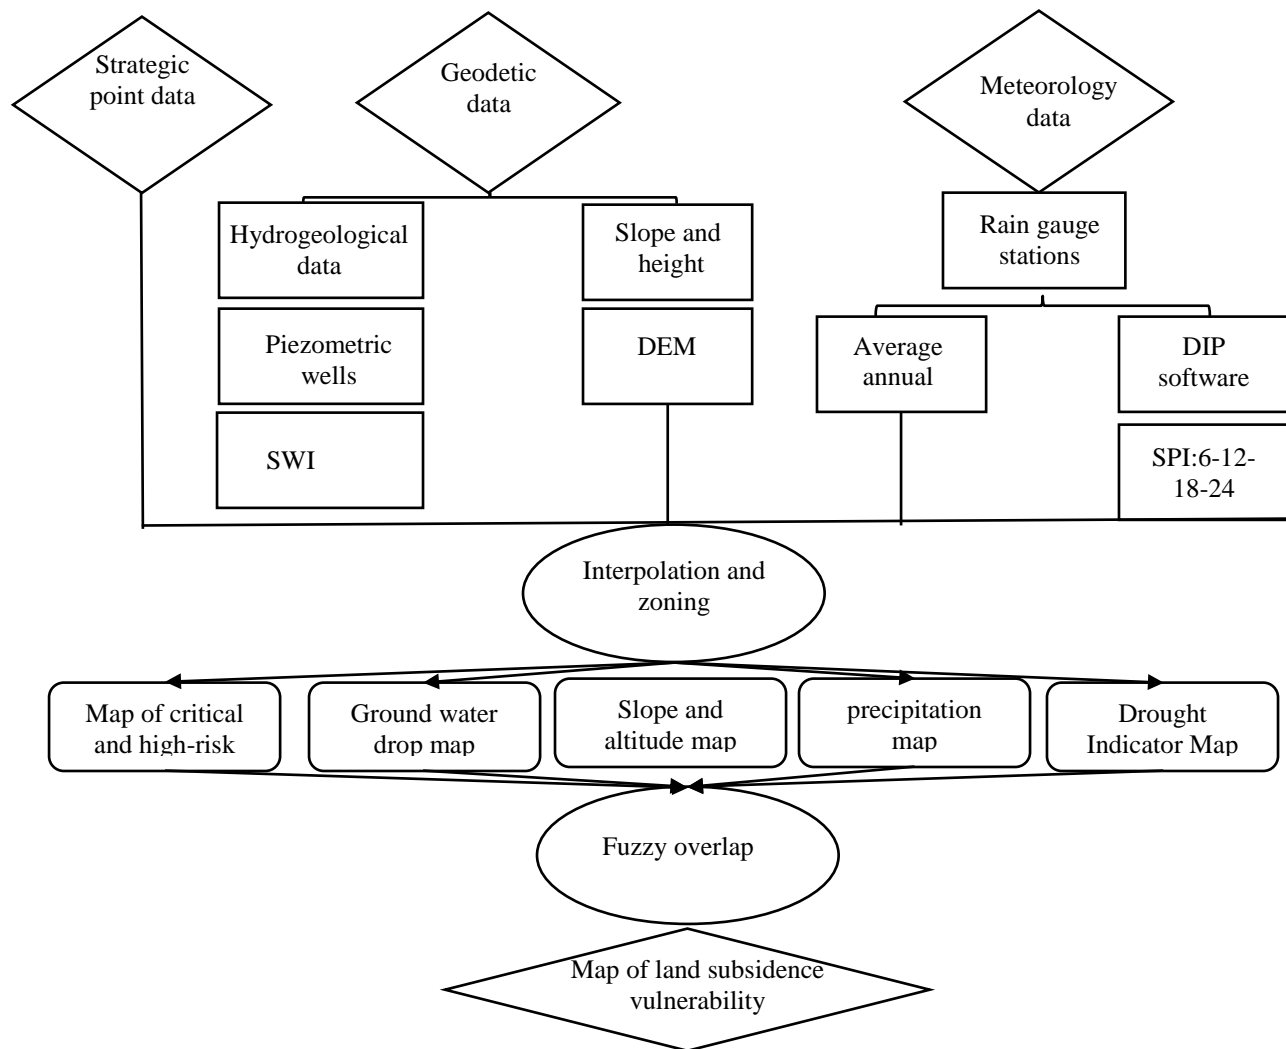 Strategic
point data
Geodetic
data
Meteorology
data
Hydrogeological
data
Slope and
height
Rain gauge
stations
Piezometric
wells
DEM
Average
annual
DIP
software
SWI
SPI:6-12-
18-24
Interpolation and
zoning
Map of critical
and high-risk
Ground water
drop map
Slope and
altitude map
precipitation
map
Drought
Indicator Map
Fuzzy overlap
Map of land subsidence
vulnerability